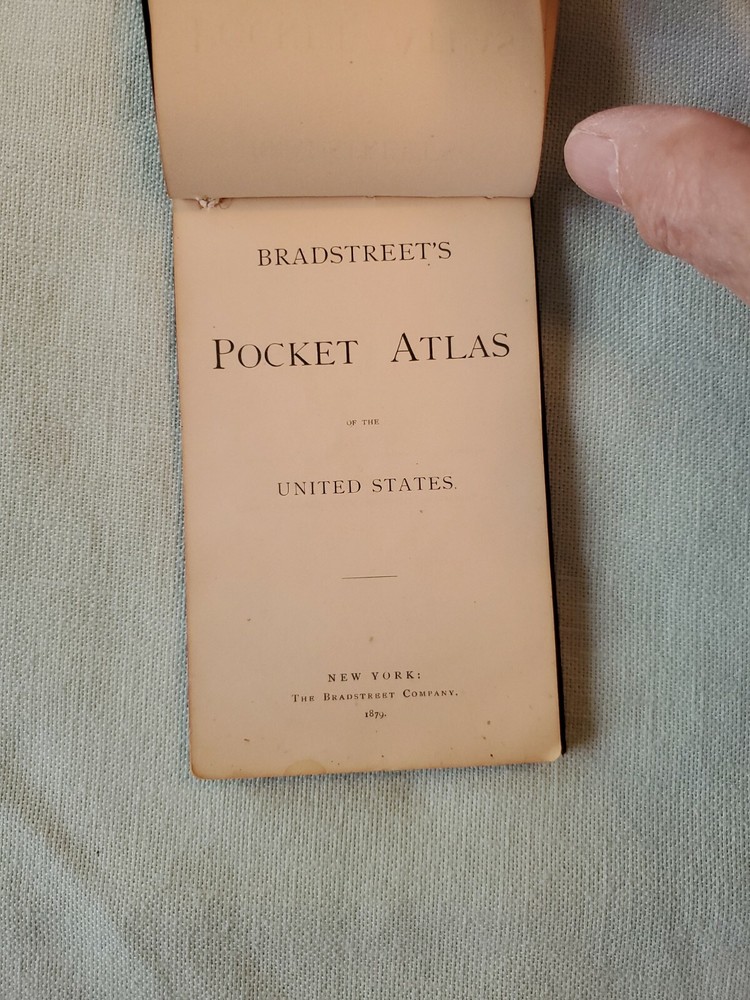 BRADSTREET'S
POCKET ATLAS
OF THE
UNITED STATES.
NEW YORK:
THE BRADSTREET COMPANY.
1879.